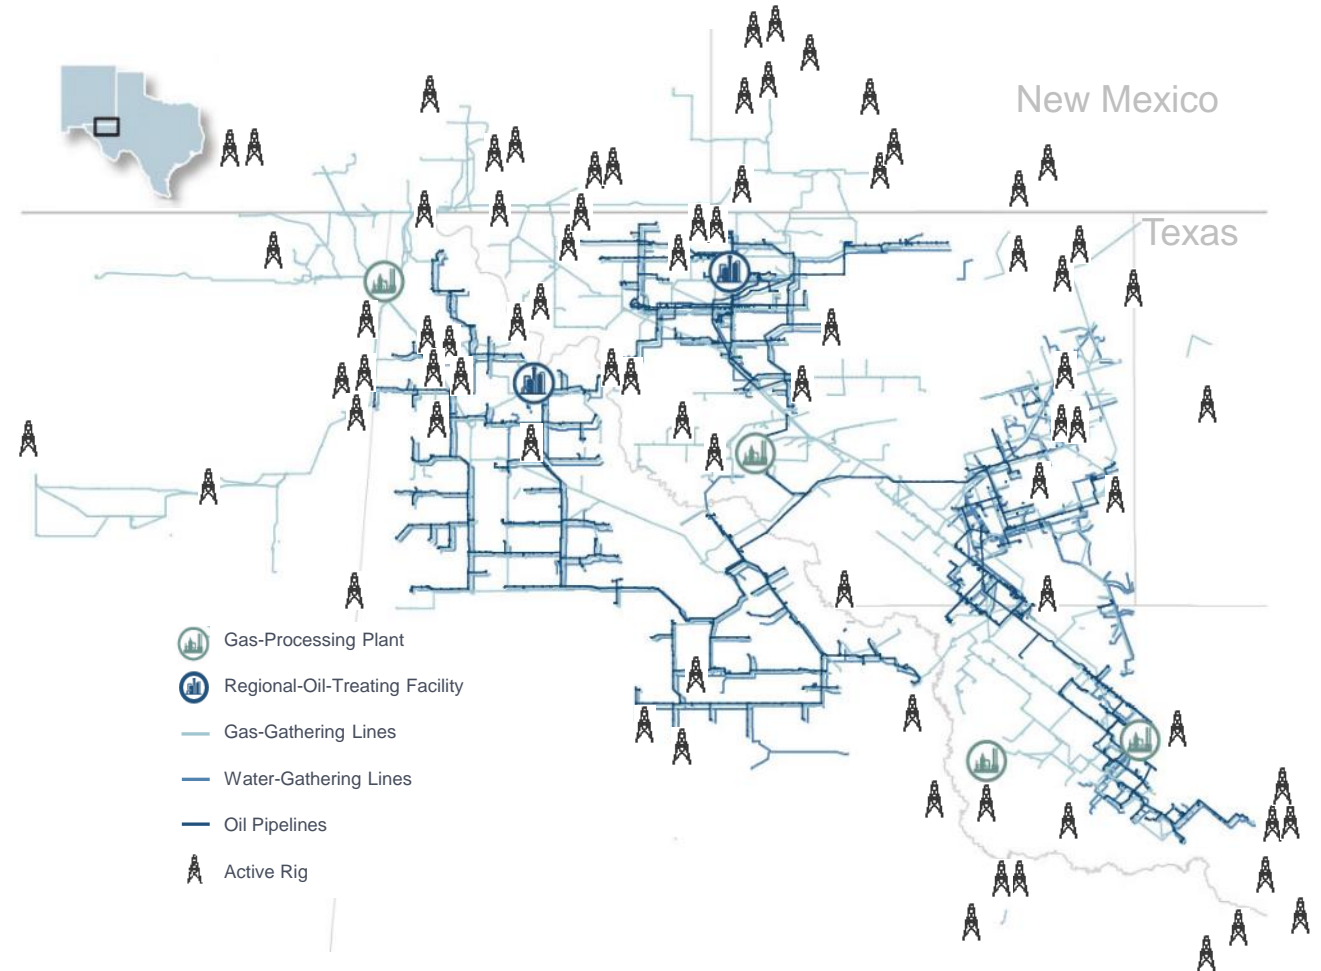 New Mexico
Texas
Gas-Processing Plant
Regional-Oil-Treating Facility
Gas-Gathering Lines
Water-Gathering Lines
Oil Pipelines
Active Rig